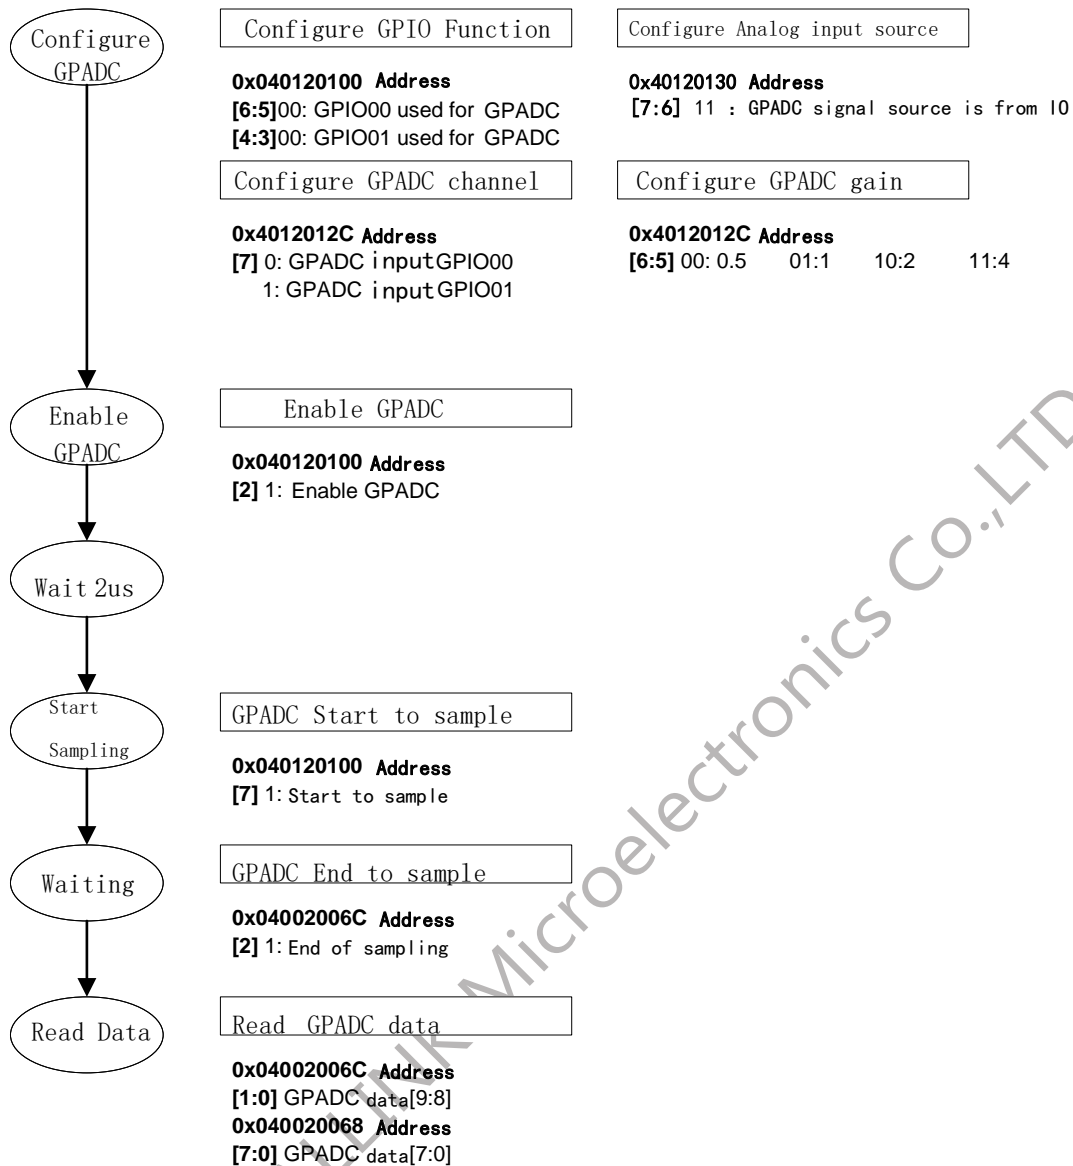 Configure
GPADC
Configure GPIO Function
0x040120100 Address
[6:5]00: GPIO00 used for GPADC
[4:3]00: GPIO01 used for GPADC
Configure Analog input source
0x40120130 Address
[7:6] 11 : GPADC signal source is from IO
Configure GPADC channel
0x4012012C Address
[7] 0: GPADC input GPIO00
1: GPADC input GPIO01
Configure GPADC gain
0x4012012C Address
[6:5] 00: 0.5 01:1 10:2 11:4
Enable
GPADC
Enable GPADC
0x040120100 Address
[2] 1: Enable GPADC
Wait 2us
Start
Sampling
GPADC Start to sample
0x040120100 Address
[7] 1: Start to sample
Waiting
GPADC End to sample
0x04002006C Address
[2] 1: End of sampling
Read Data
Read GPADC data
0x04002006C Address
[1:0] GPADC data[9:8]
0x040020068 Address
[7:0] GPADC data[7:0]
Microelectronics Co.,LTD